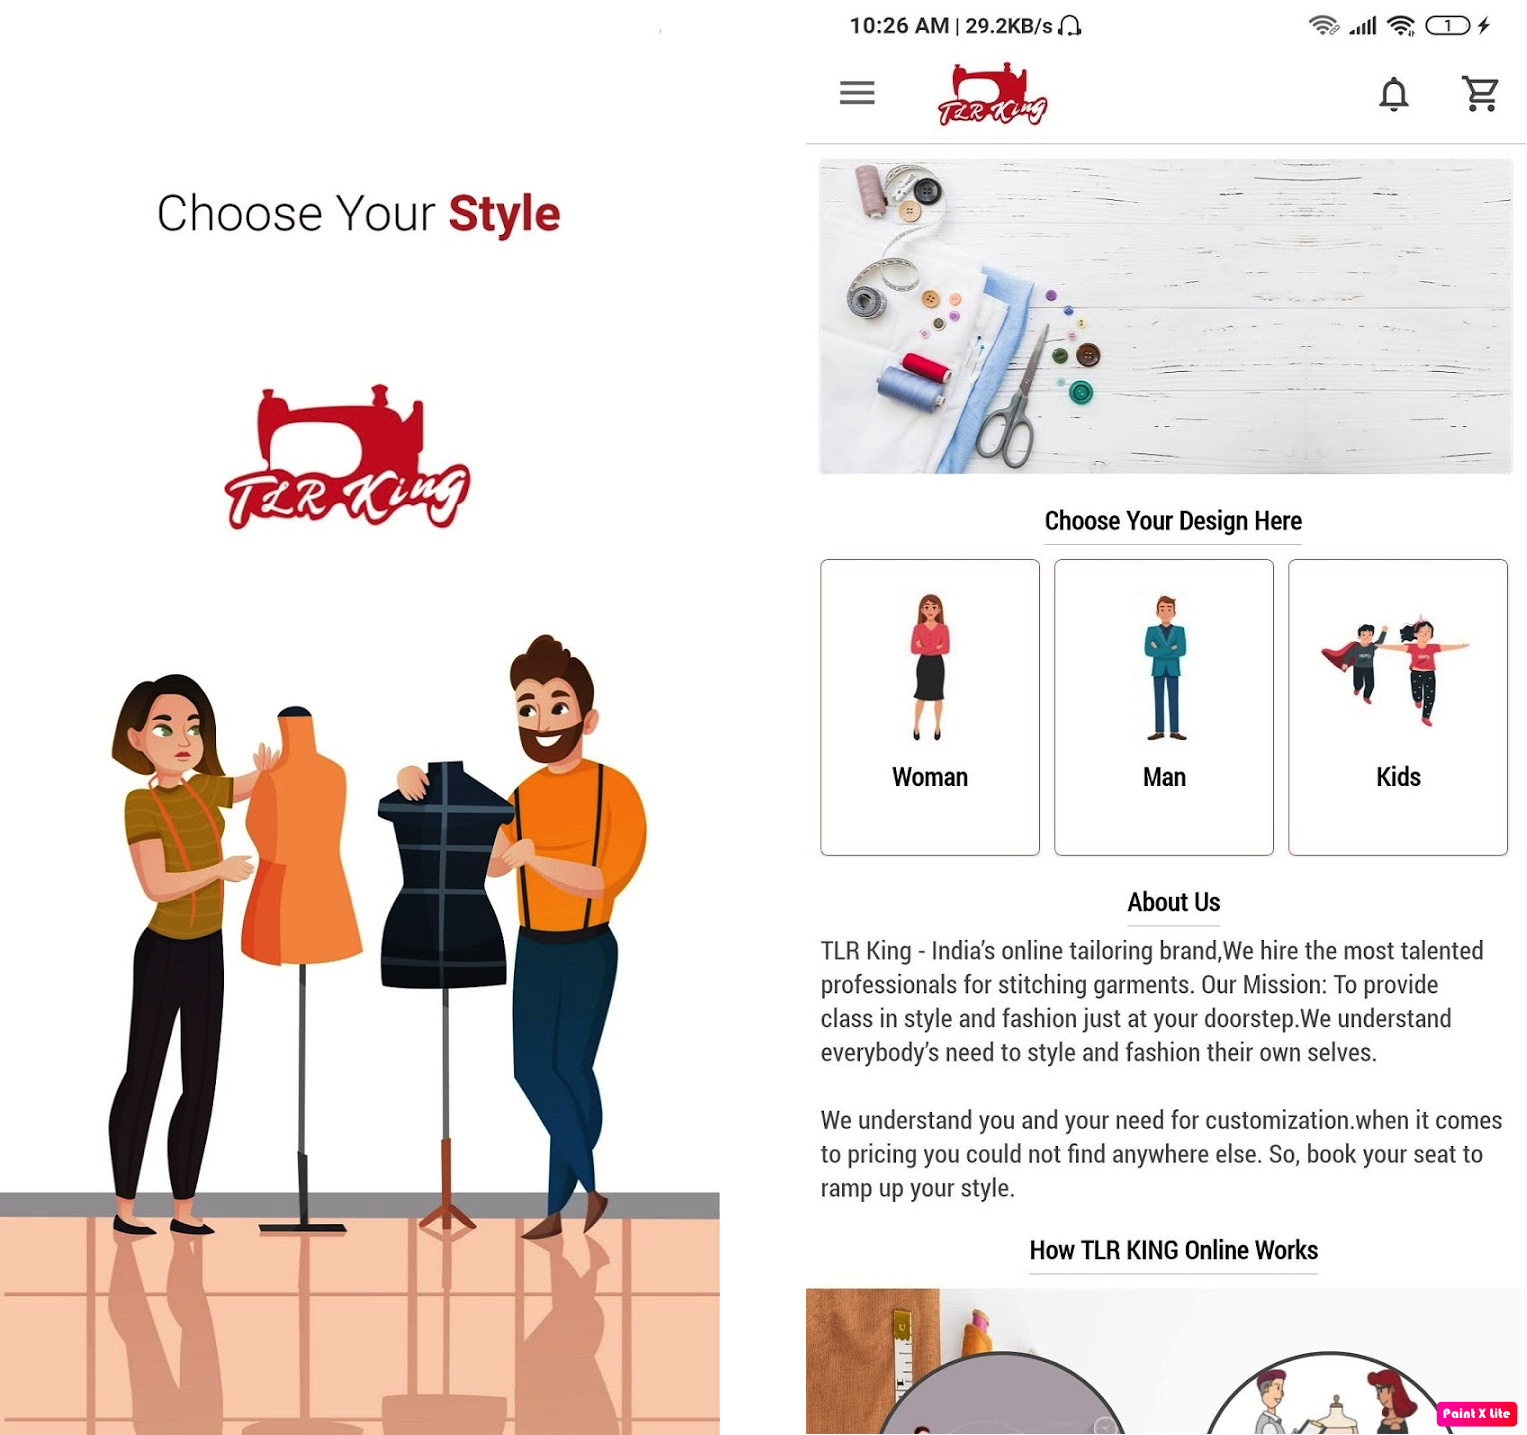 Choose Your Style
TLR King
10:26 AM | 29.2KB/s
1
TLR King
Choose Your Design Here
Woman
Man
Kids
About Us
TLR King - India’s online tailoring brand,We hire the most talented
professionals for stitching garments. Our Mission: To provide
class in style and fashion just at your doorstep.We understand
everybody’s need to style and fashion their own selves.
We understand you and your need for customization.when it comes
to pricing you could not find anywhere else. So, book your seat to
ramp up your style.
How TLR KING Online Works
Paint X Lite